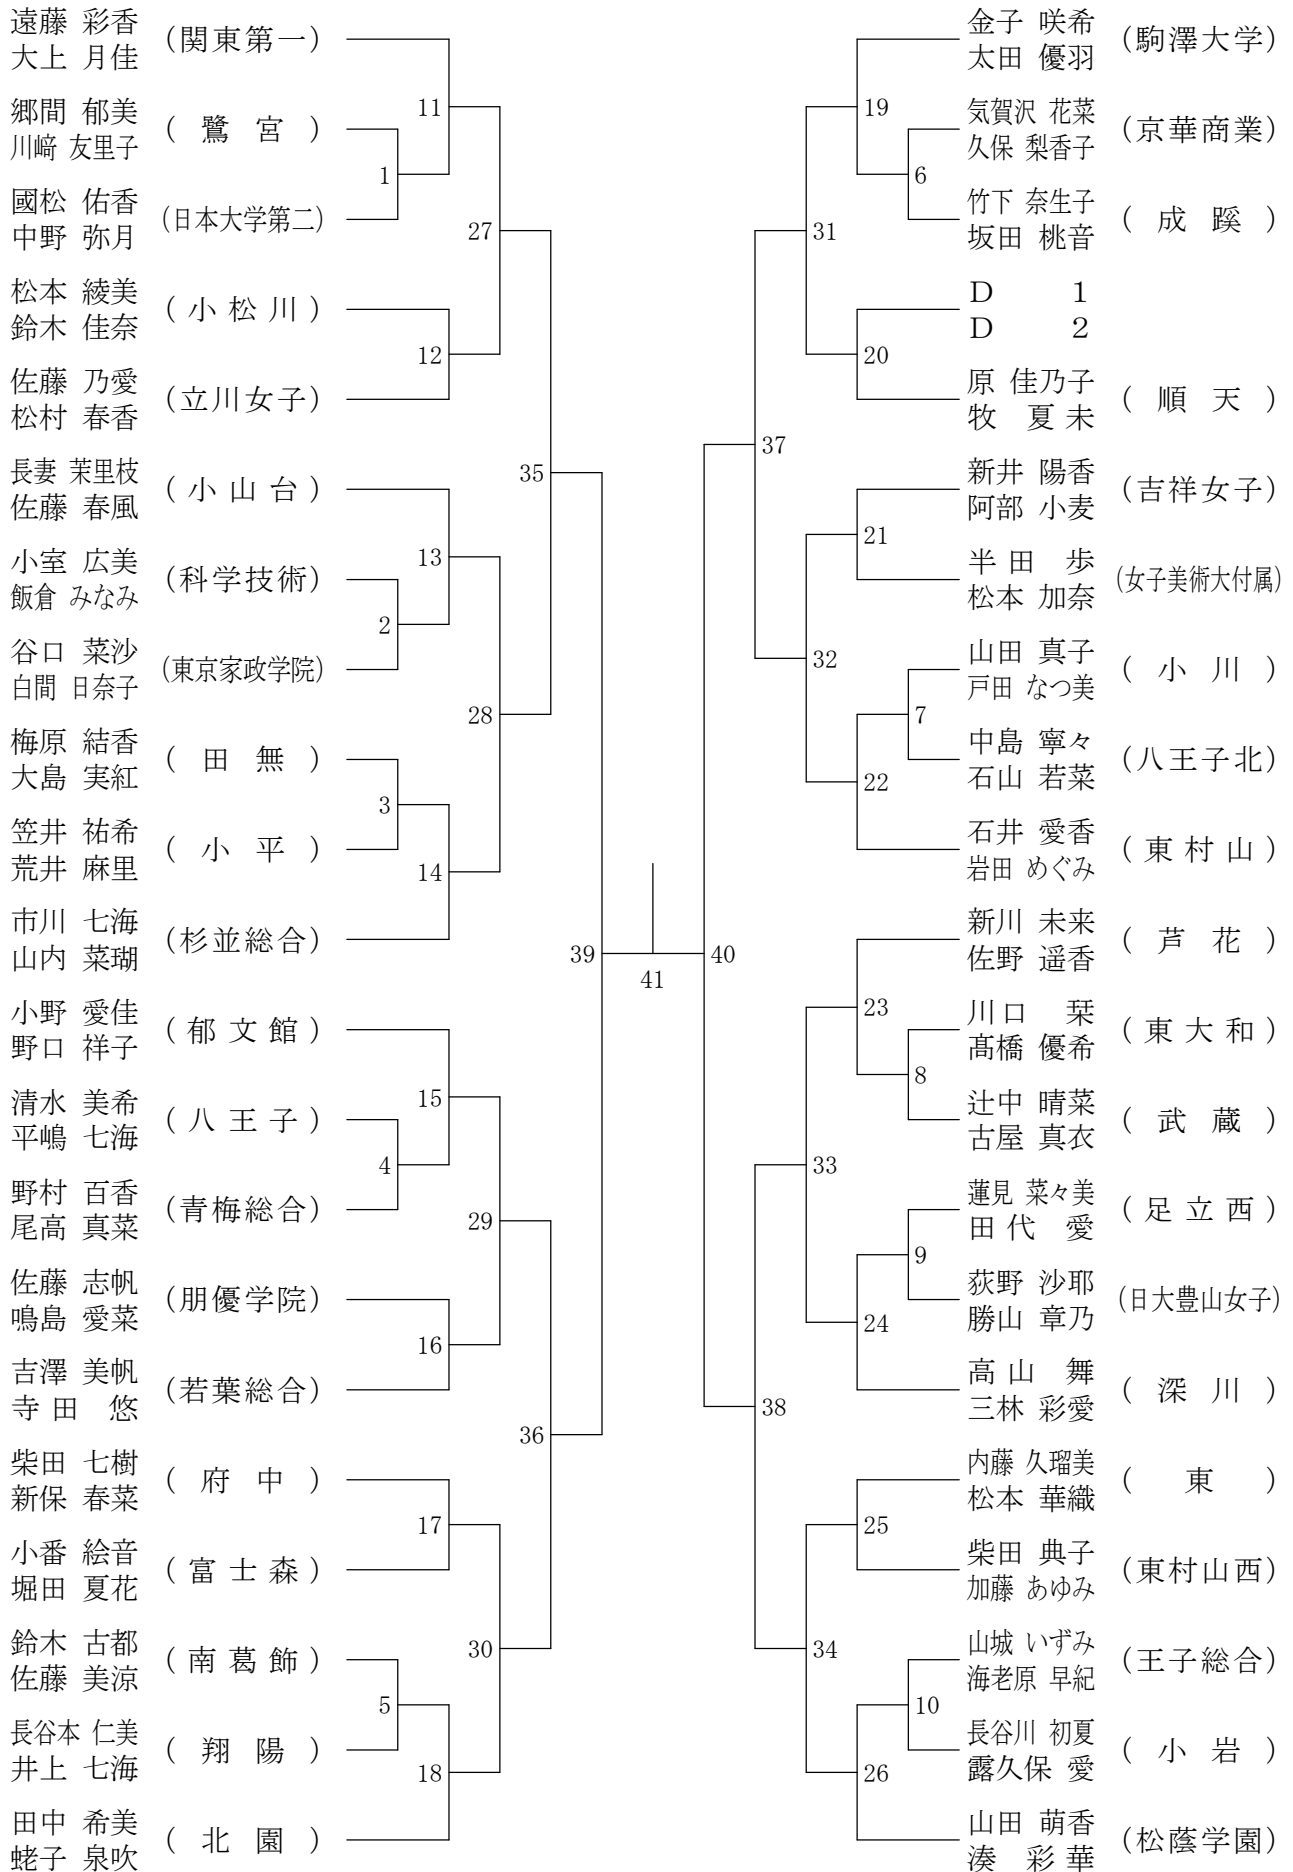 遠藤 彩香
大上 月佳
(関東第一)
郷間 郁美
川﨑 友里子
( 鷺 宮 )
國松 佑香
中野 弥月
(日本大学第二)
松本 綾美
鈴木 佳奈
( 小 松 川 )
佐藤 乃愛
松村 春香
(立川女子)
長妻 茉里枝
佐藤 春風
( 小 山 台 )
小室 広美
飯倉 みなみ
(科学技術)
谷口 菜沙
白間 日奈子
(東京家政学院)
梅原 結香
大島 実紅
( 田 無 )
笠井 祐希
荒井 麻里
( 小 平 )
市川 七海
山内 菜瑚
(杉並総合)
小野 愛佳
野口 祥子
( 郁 文 館 )
清水 美希
平嶋 七海
( 八 王 子 )
野村 百香
尾高 真菜
(青梅総合)
佐藤 志帆
鳴島 愛菜
(朋優学院)
吉澤 美帆
寺田 悠
(若葉総合)
柴田 七樹
新保 春菜
( 府 中 )
小番 絵音
堀田 夏花
( 富 士 森 )
鈴木 古都
佐藤 美涼
( 南 葛 飾 )
長谷本 仁美
井上 七海
( 翔 陽 )
田中 希美
蛯子 泉吹
( 北 園 )
1
2
3
4
5
11
12
13
14
15
16
17
18
27
28
29
30
35
36
39
41
40
37
38
31
32
33
34
19
20
21
22
23
24
25
26
6
7
8
9
10
金子 咲希
太田 優羽
(駒澤大学)
気賀沢 花菜
久保 梨香子
(京華商業)
竹下 奈生子
坂田 桃音
( 成 蹊 )
D 1
D 2
原 佳乃子
牧 夏未
( 順 天 )
新井 陽香
阿部 小麦
(吉祥女子)
半田 歩
松本 加奈
(女子美術大付属)
山田 真子
戸田 なつ美
( 小 川 )
中島 寧々
石山 若菜
(八王子北)
石井 愛香
岩田 めぐみ
( 東 村 山 )
新川 未来
佐野 遥香
( 芦 花 )
川口 栞
髙橋 優希
( 東 大 和 )
辻中 晴菜
古屋 真衣
( 武 蔵 )
蓮見 菜々美
田代 愛
( 足 立 西 )
荻野 沙耶
勝山 章乃
(日大豊山女子)
高山 舞
三林 彩愛
( 深 川 )
内藤 久瑠美
松本 華織
( 東 )
柴田 典子
加藤 あゆみ
(東村山西)
山城 いずみ
海老原 早紀
(王子総合)
長谷川 初夏
露久保 愛
( 小 岩 )
山田 萌香
湊 彩華
(松蔭学園)